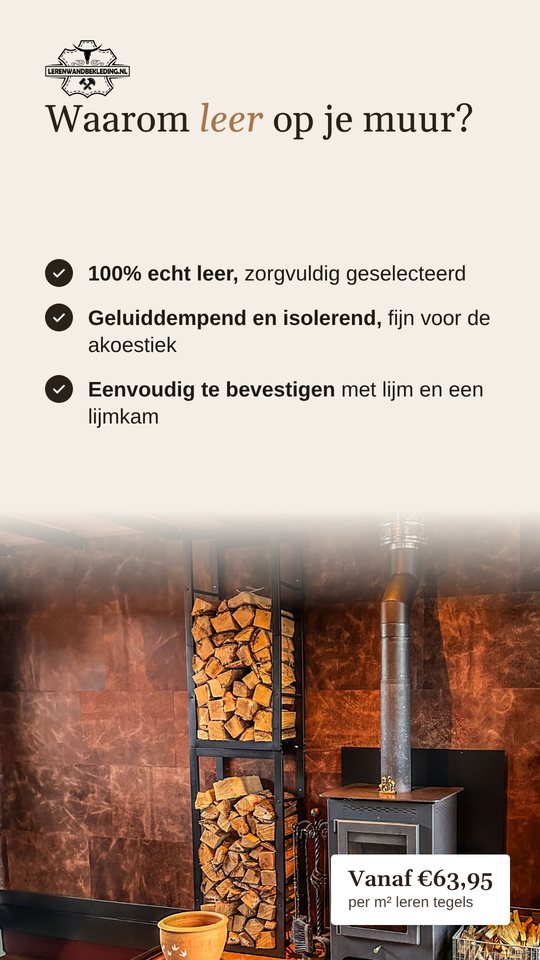 LERENWANDBEKLEDING.NL
Waarom leer op je muur?
100% echt leer, zorgvuldig geselecteerd
Geluiddempend en isolerend, fijn voor de
akoestiek
Eenvoudig te bevestigen met lijm en een
lijmkam
Vanaf €63,95
per m² leren tegels